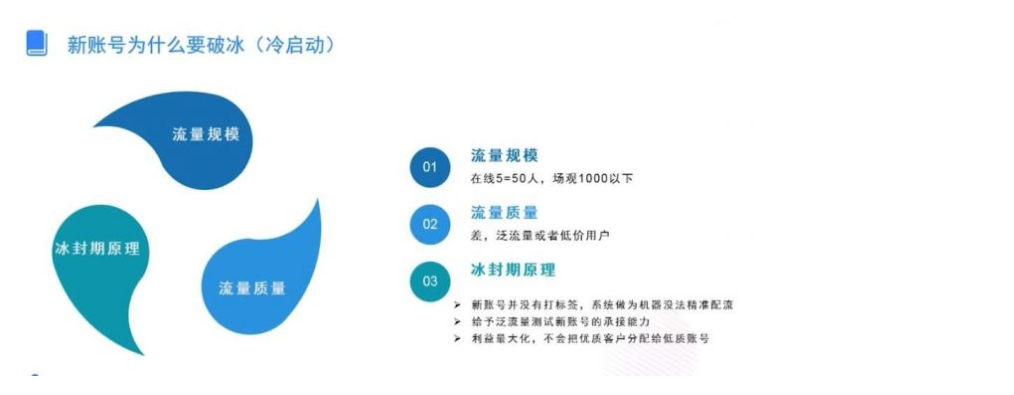 新账号为什么要破冰（冷启动）
流量规模
冰封期原理
流量质量
01
流量规模
在线5=50人，场观1000以下
02
流量质量
差，泛流量或者低价用户
03
冰封期原理
➢ 新账号并没有打标签，系统做为机器没法精准配流
➢ 给予泛流量测试新账号的承接能力
➢ 利益最大化，不会把优质客户分配给低质账号